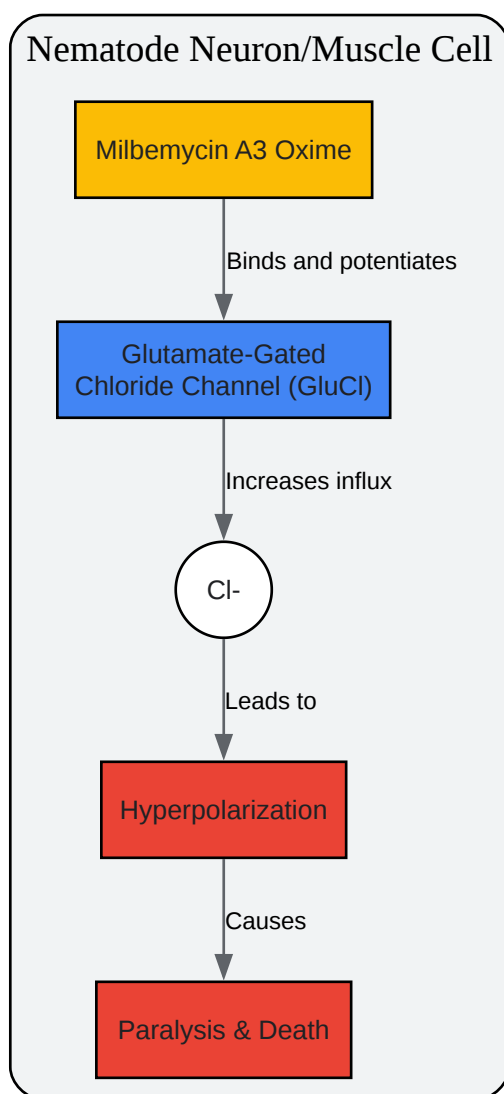 Nematode Neuron/Muscle Cell
Milbemycin A3 Oxime
Binds and potentiates
Glutamate-Gated
Chloride Channel (GluCl)
Increases influx
Cl-
Leads to
Hyperpolarization
Causes
Paralysis & Death